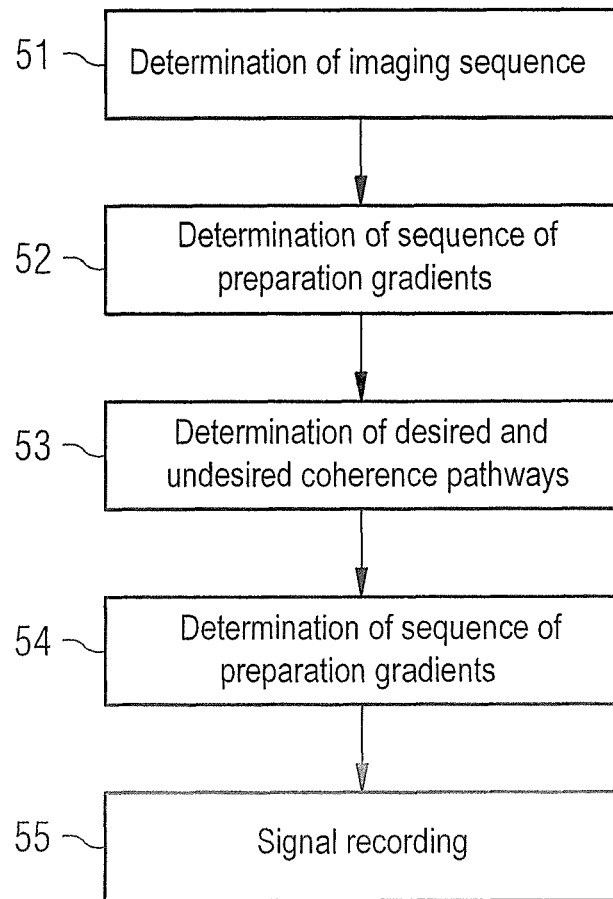 51
Determination of imaging sequence
52
Determination of sequence of
preparation gradients
53
Determination of desired and
undesired coherence pathways
54
Determination of sequence of
preparation gradients
55
Signal recording